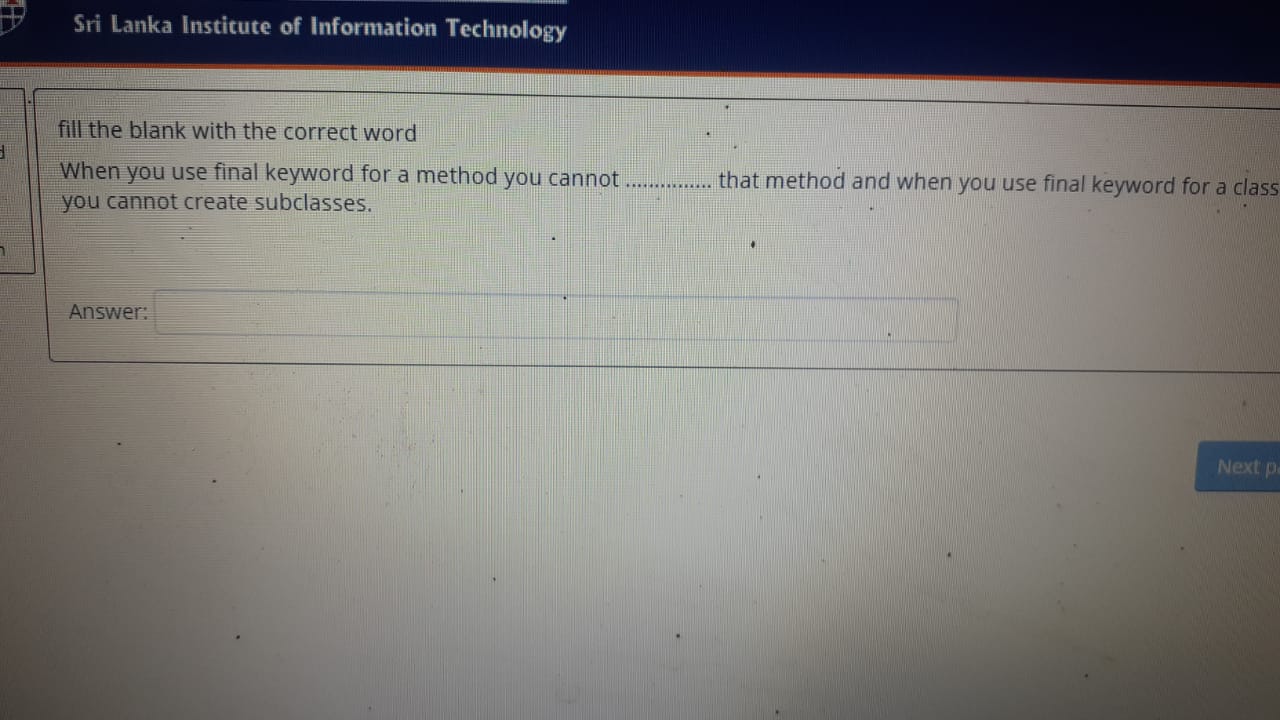 Sri Lanka Institute of Information Technology
fill the blank with the correct word
When you use final keyword for a method you cannot ............... that method and when you use final keyword for a class
you cannot create subclasses.
Answer:
Next